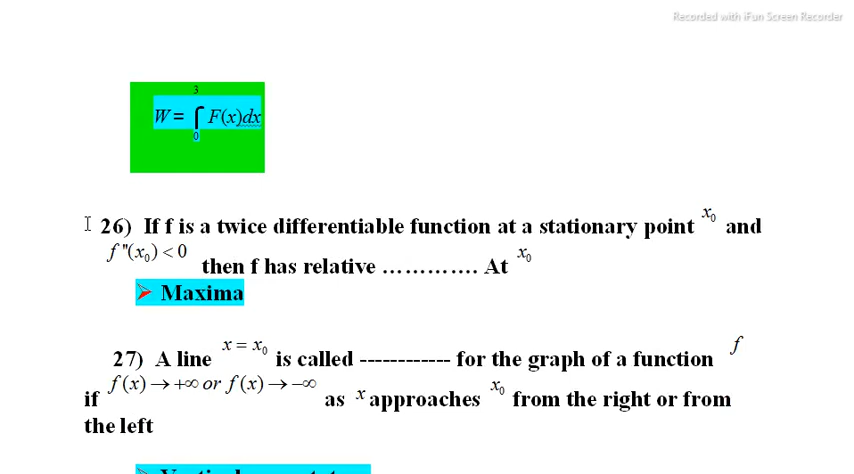 Recorded with iFun Screen Recorder
W = ∫₀³ F(x)dx
26) If f is a twice differentiable function at a stationary point x₀ and
f''(x₀) < 0 then f has relative …………. At x₀
➢ Maxima
27) A line x = x₀ is called ------------ for the graph of a function f
if f(x) → +∞ or f(x) → −∞ as x approaches x₀ from the right or from
the left